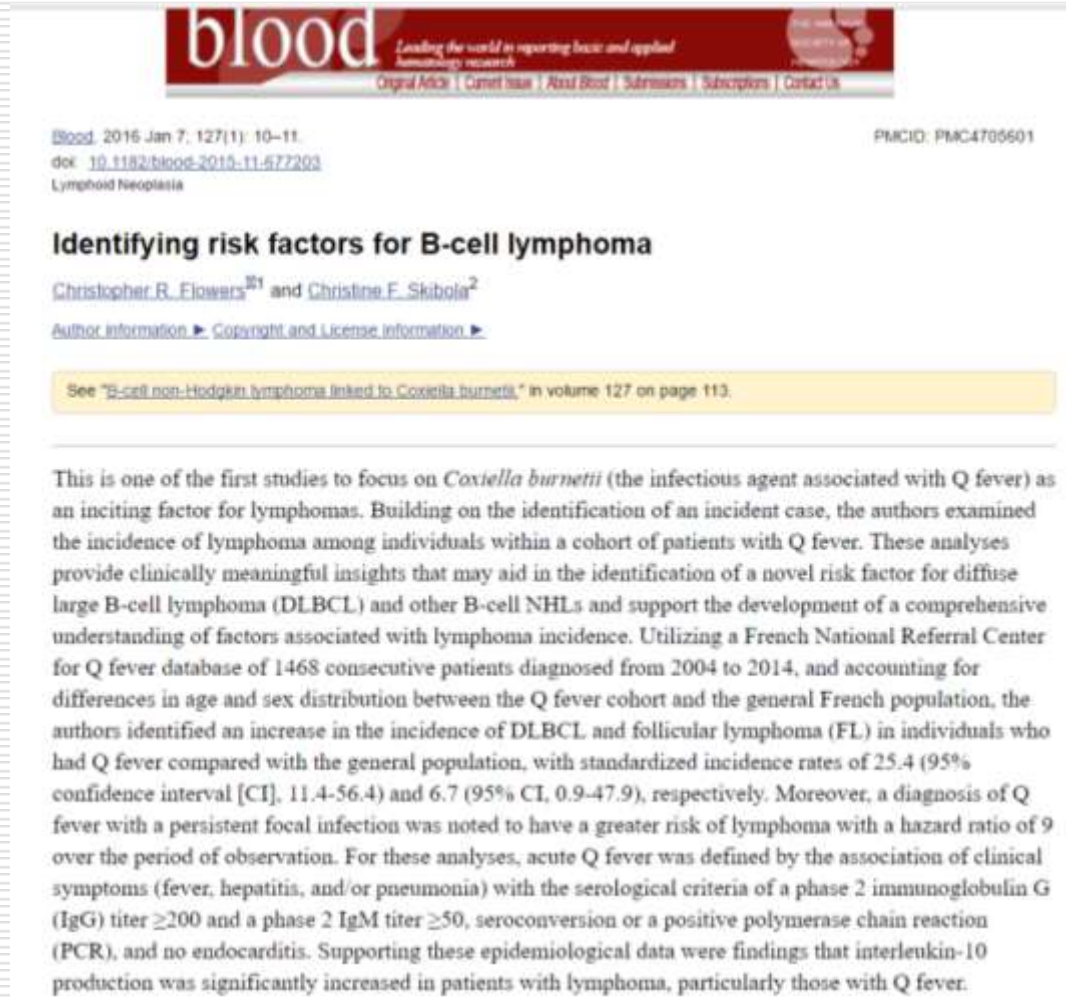 blood
Leading the world in reporting basic and applied
hematology research
THE AMERICAN
SOCIETY OF
HEMATOLOGY
Original Article | Current Issue | About Blood | Submissions | Subscriptions | Contact Us
Blood. 2016 Jan 7; 127(1): 10–11.
PMCID: PMC4705601
doi: 10.1182/blood-2015-11-677203
Lymphoid Neoplasia
Identifying risk factors for B-cell lymphoma
Christopher R. Flowers 1 and Christine F. Skibola2
Author information ► Copyright and License information ►
See "B-cell non-Hodgkin lymphoma linked to Coxiella burnetii." in volume 127 on page 113.
This is one of the first studies to focus on Coxiella burnetii (the infectious agent associated with Q fever) as
an inciting factor for lymphomas. Building on the identification of an incident case, the authors examined
the incidence of lymphoma among individuals within a cohort of patients with Q fever. These analyses
provide clinically meaningful insights that may aid in the identification of a novel risk factor for diffuse
large B-cell lymphoma (DLBCL) and other B-cell NHLs and support the development of a comprehensive
understanding of factors associated with lymphoma incidence. Utilizing a French National Referral Center
for Q fever database of 1468 consecutive patients diagnosed from 2004 to 2014, and accounting for
differences in age and sex distribution between the Q fever cohort and the general French population, the
authors identified an increase in the incidence of DLBCL and follicular lymphoma (FL) in individuals who
had Q fever compared with the general population, with standardized incidence rates of 25.4 (95%
confidence interval [CI], 11.4-56.4) and 6.7 (95% CI, 0.9-47.9), respectively. Moreover, a diagnosis of Q
fever with a persistent focal infection was noted to have a greater risk of lymphoma with a hazard ratio of 9
over the period of observation. For these analyses, acute Q fever was defined by the association of clinical
symptoms (fever, hepatitis, and/or pneumonia) with the serological criteria of a phase 2 immunoglobulin G
(IgG) titer ≥200 and a phase 2 IgM titer ≥50, seroconversion or a positive polymerase chain reaction
(PCR), and no endocarditis. Supporting these epidemiological data were findings that interleukin-10
production was significantly increased in patients with lymphoma, particularly those with Q fever.